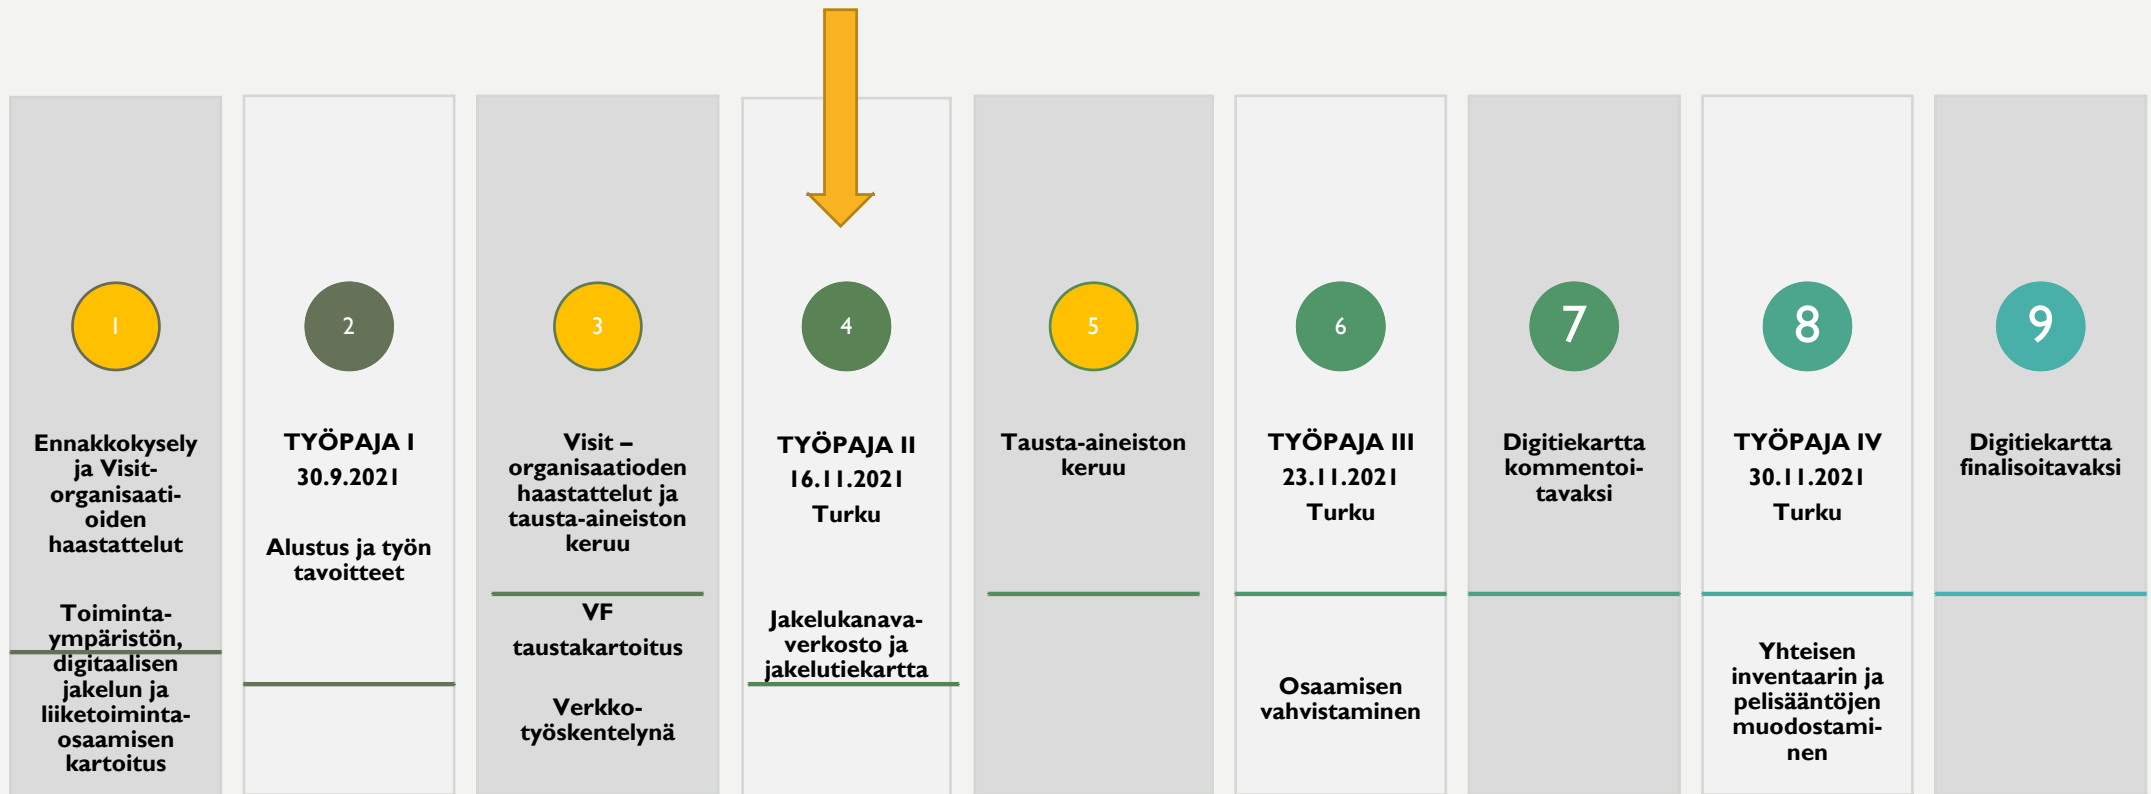 1
Ennakkokysely
ja Visit-
organisaati-
oiden
haastattelut
Toiminta-
ympäristön,
digitaalisen
jakelun ja
liiketoiminta-
osaamisen
kartoitus
2
TYÖPAJA I
30.9.2021
Alustus ja työn
tavoitteet
3
Visit –
organisaatioden
haastattelut ja
tausta-aineiston
keruu
VF
taustakartoitus
Verkko-
työskentelynä
4
TYÖPAJA II
16.11.2021
Turku
Jakelukanava-
verkosto ja
jakelutiekartta
5
Tausta-aineiston
keruu
6
TYÖPAJA III
23.11.2021
Turku
Osaamisen
vahvistaminen
7
Digitiekartta
kommentoi-
tavaksi
8
TYÖPAJA IV
30.11.2021
Turku
Yhteisen
inventaarin ja
pelisääntöjen
muodostami-
nen
9
Digitiekartta
finalisoitavaksi